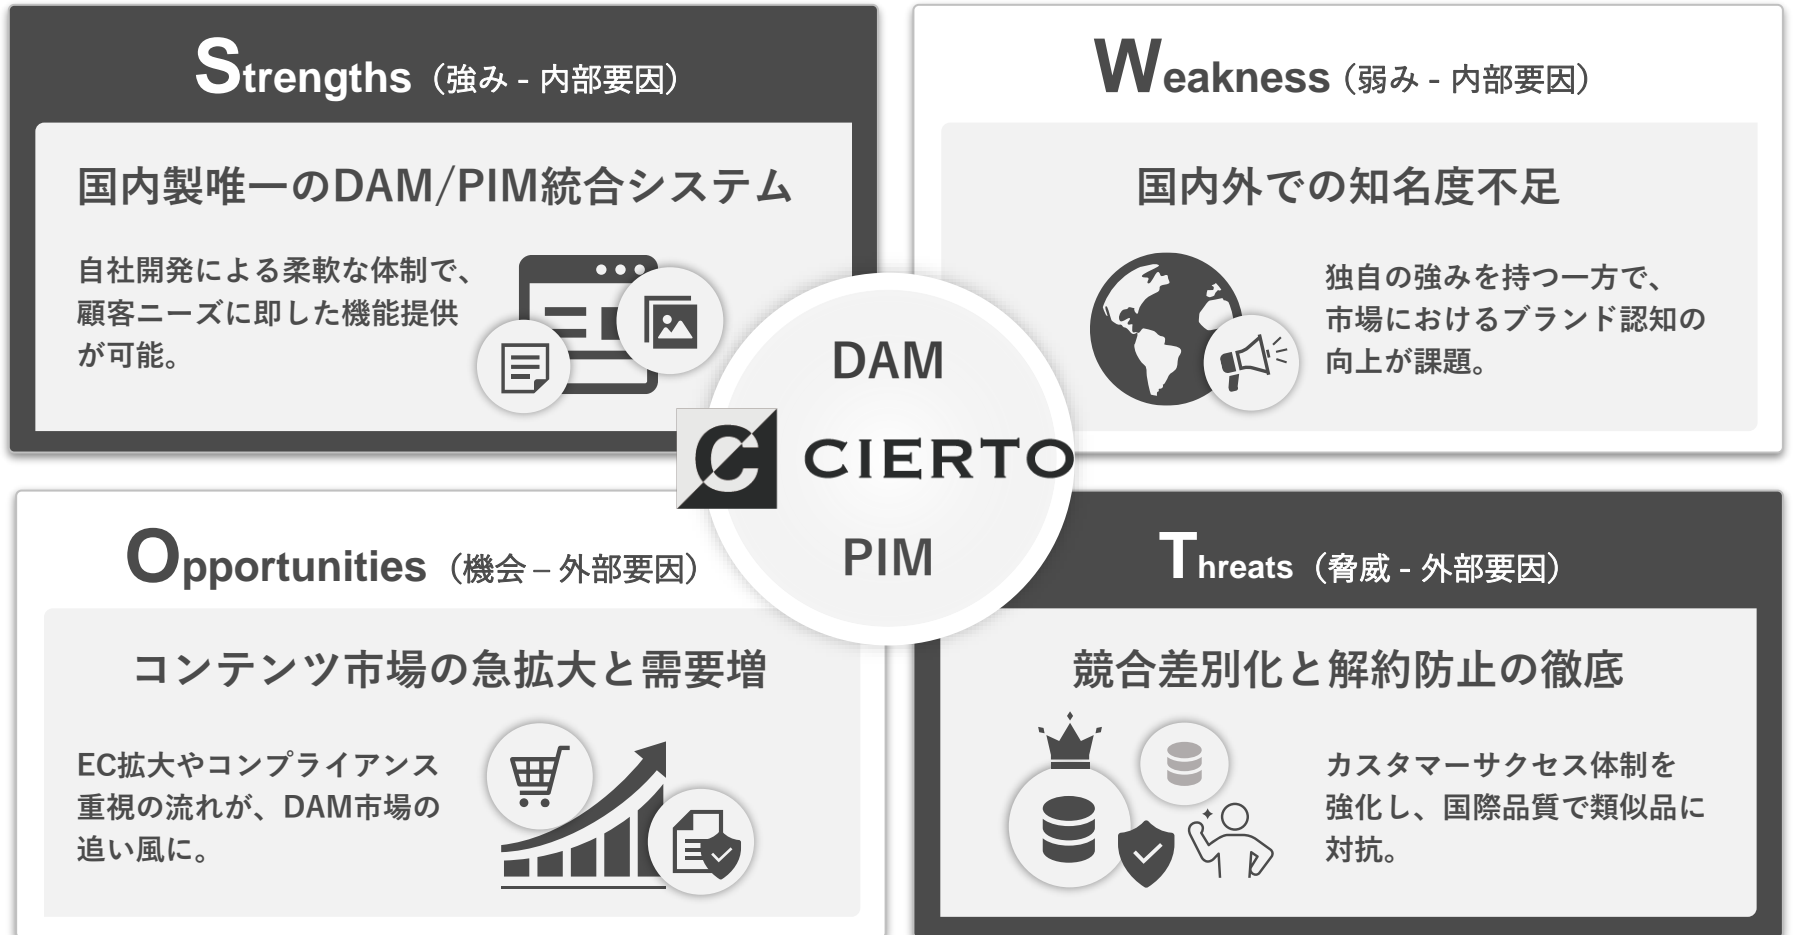 Strengths（強み - 内部要因）
国内製唯一のDAM/PIM統合システム
自社開発による柔軟な体制で、
顧客ニーズに即した機能提供
が可能。
Weakness（弱み - 内部要因）
国内外での知名度不足
独自の強みを持つ一方で、
市場におけるブランド認知の
向上が課題。
DAM
C CIERTO
PIM
Opportunities（機会 – 外部要因）
コンテンツ市場の急拡大と需要増
EC拡大やコンプライアンス
重視の流れが、DAM市場の
追い風に。
Threats（脅威 - 外部要因）
競合差別化と解約防止の徹底
カスタマーサクセス体制を
強化し、国際品質で類似品に
対抗。